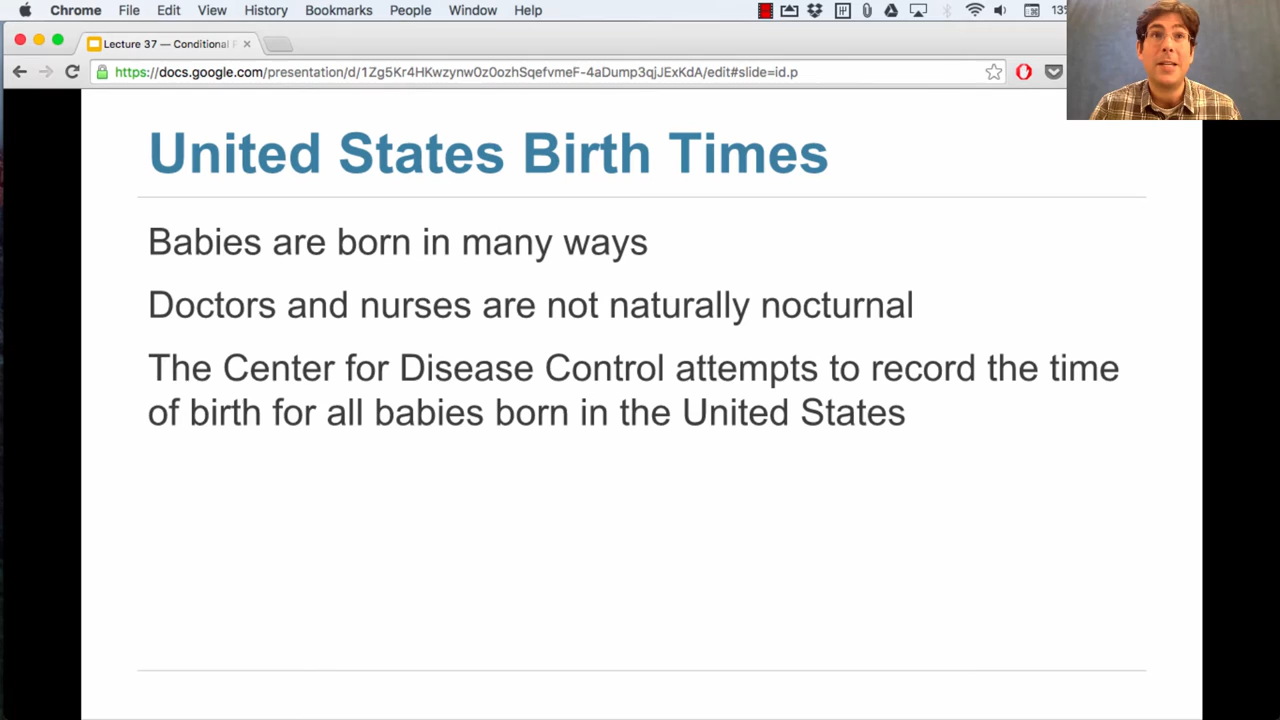 Chrome File Edit View History Bookmarks People Window Help
Lecture 37 — Conditional
https://docs.google.com/presentation/d/1Zg5Kr4HKwzynw0z0ozhSqefvmeF-4aDump3qjJExKdA/edit#slide=id.p
United States Birth Times
Babies are born in many ways
Doctors and nurses are not naturally nocturnal
The Center for Disease Control attempts to record the time
of birth for all babies born in the United States